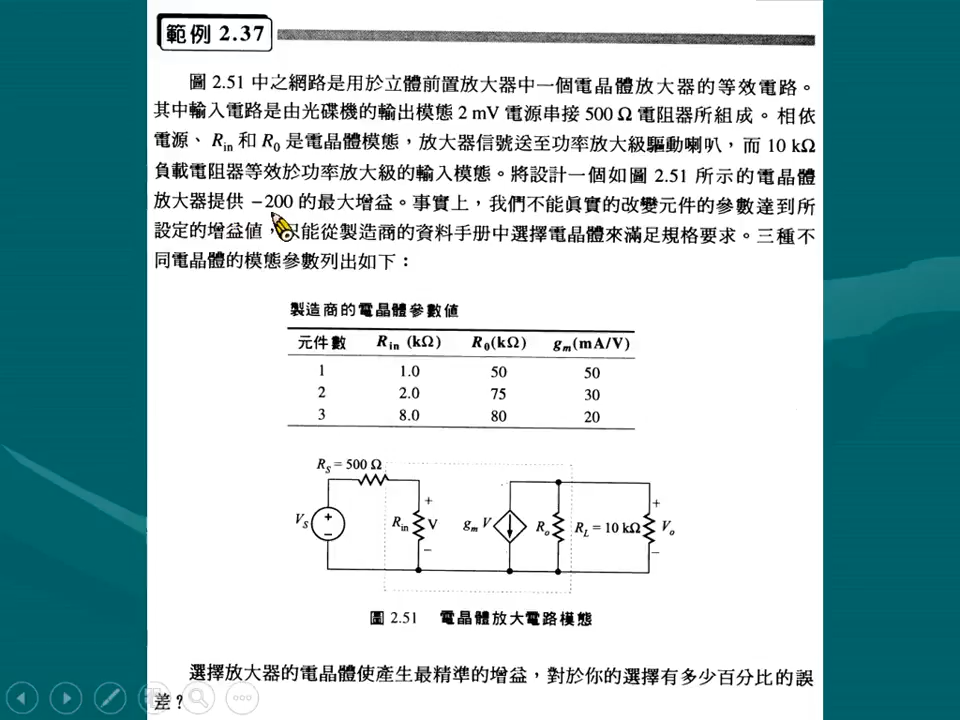 範例 2.37
圖 2.51 中之網路是用於立體前置放大器中一個電晶體放大器的等效電路。
其中輸入電路是由光碟機的輸出模態 2 mV 電源串接 500 Ω 電阻器所組成。相依
電源、Rin 和 R0 是電晶體模態，放大器信號送至功率放大級驅動喇叭，而 10 kΩ
負載電阻器等效於功率放大級的輸入模態。將設計一個如圖 2.51 所示的電晶體
放大器提供 −200 的最大增益。事實上，我們不能眞實的改變元件的參數達到所
設定的增益値，只能從製造商的資料手册中選擇電晶體來滿足規格要求。三種不
同電晶體的模態參數列出如下：
製造商的電晶體參數値
元件數 Rin (kΩ) R0(kΩ) gm(mA/V)
1 1.0 50 50
2 2.0 75 30
3 8.0 80 20
RS = 500 Ω
+ +
VS + − Rin V gm V Ro RL = 10 kΩ Vo
− −
圖 2.51 電晶體放大電路模態
選擇放大器的電晶體使產生最精準的增益，對於你的選擇有多少百分比的誤
差？